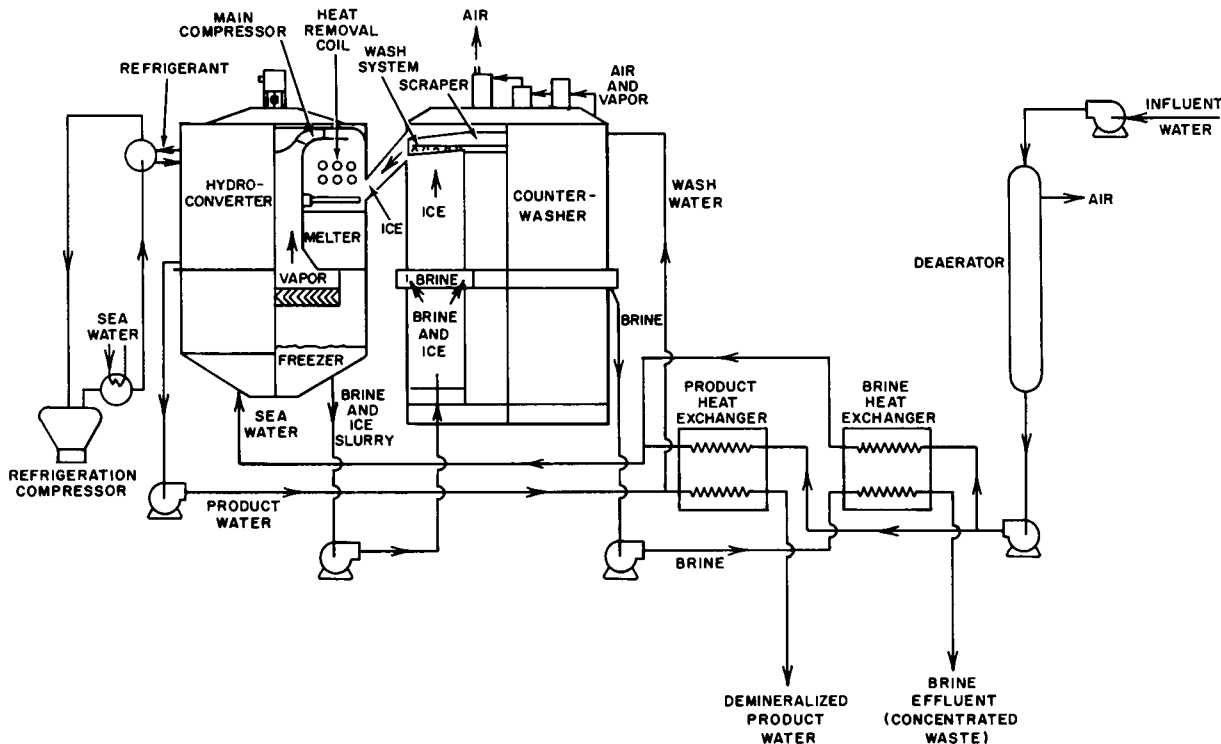 MAIN
COMPRESSOR
HEAT
REMOVAL
COIL
AIR
WASH
SYSTEM
SCRAPER
AIR
AND
VAPOR
REFRIGERANT
INFLUENT
WATER
HYDRO-
CONVERTER
ICE
ICE
COUNTER-
WASHER
WASH
WATER
AIR
MELTER
DEAERATOR
VAPOR
BRINE
SEA
WATER
BRINE
AND
ICE
BRINE
FREEZER
SEA
WATER
BRINE
AND ICE
SLURRY
PRODUCT
HEAT
EXCHANGER
BRINE
HEAT
EXCHANGER
REFRIGERATION
COMPRESSOR
PRODUCT
WATER
BRINE
DEMINERALIZED
PRODUCT
WATER
BRINE
EFFLUENT
(CONCENTRATED
WASTE)